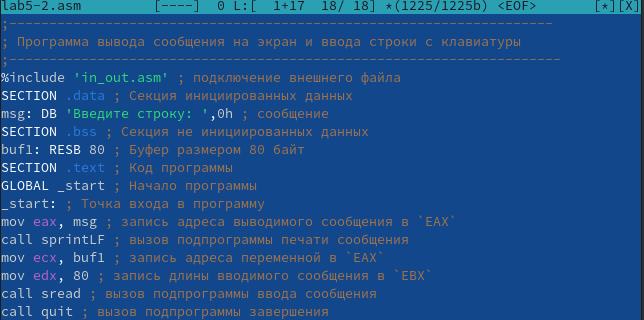 lab5-2.asm [----] 0 L:[ 1+17 18/ 18] *(1225/1225b) <EOF> [*][X]
;--------------------------------------------------------------------
; Программа вывода сообщения на экран и ввода строки с клавиатуры
;---------------------------------------------------------------------
%include 'in_out.asm' ; подключение внешнего файла
SECTION .data ; Секция инициированных данных
msg: DB 'Введите строку: ',0h ; сообщение
SECTION .bss ; Секция не инициированных данных
buf1: RESB 80 ; Буфер размером 80 байт
SECTION .text ; Код программы
GLOBAL _start ; Начало программы
_start: ; Точка входа в программу
mov eax, msg ; запись адреса выводимого сообщения в `EAX`
call sprintLF ; вызов подпрограммы печати сообщения
mov ecx, buf1 ; запись адреса переменной в `EAX`
mov edx, 80 ; запись длины вводимого сообщения в `EBX`
call sread ; вызов подпрограммы ввода сообщения
call quit ; вызов подпрограммы завершения